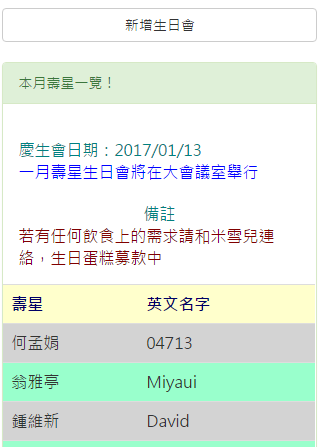 新增生日會
本月壽星一覽！
慶生會日期：2017/01/13
一月壽星生日會將在大會議室舉行
備註
若有任何飲食上的需求請和米雪兒連
絡，生日蛋糕募款中
壽星 英文名字
何孟娟 04713
翁雅亭 Miyaui
鍾維新 David